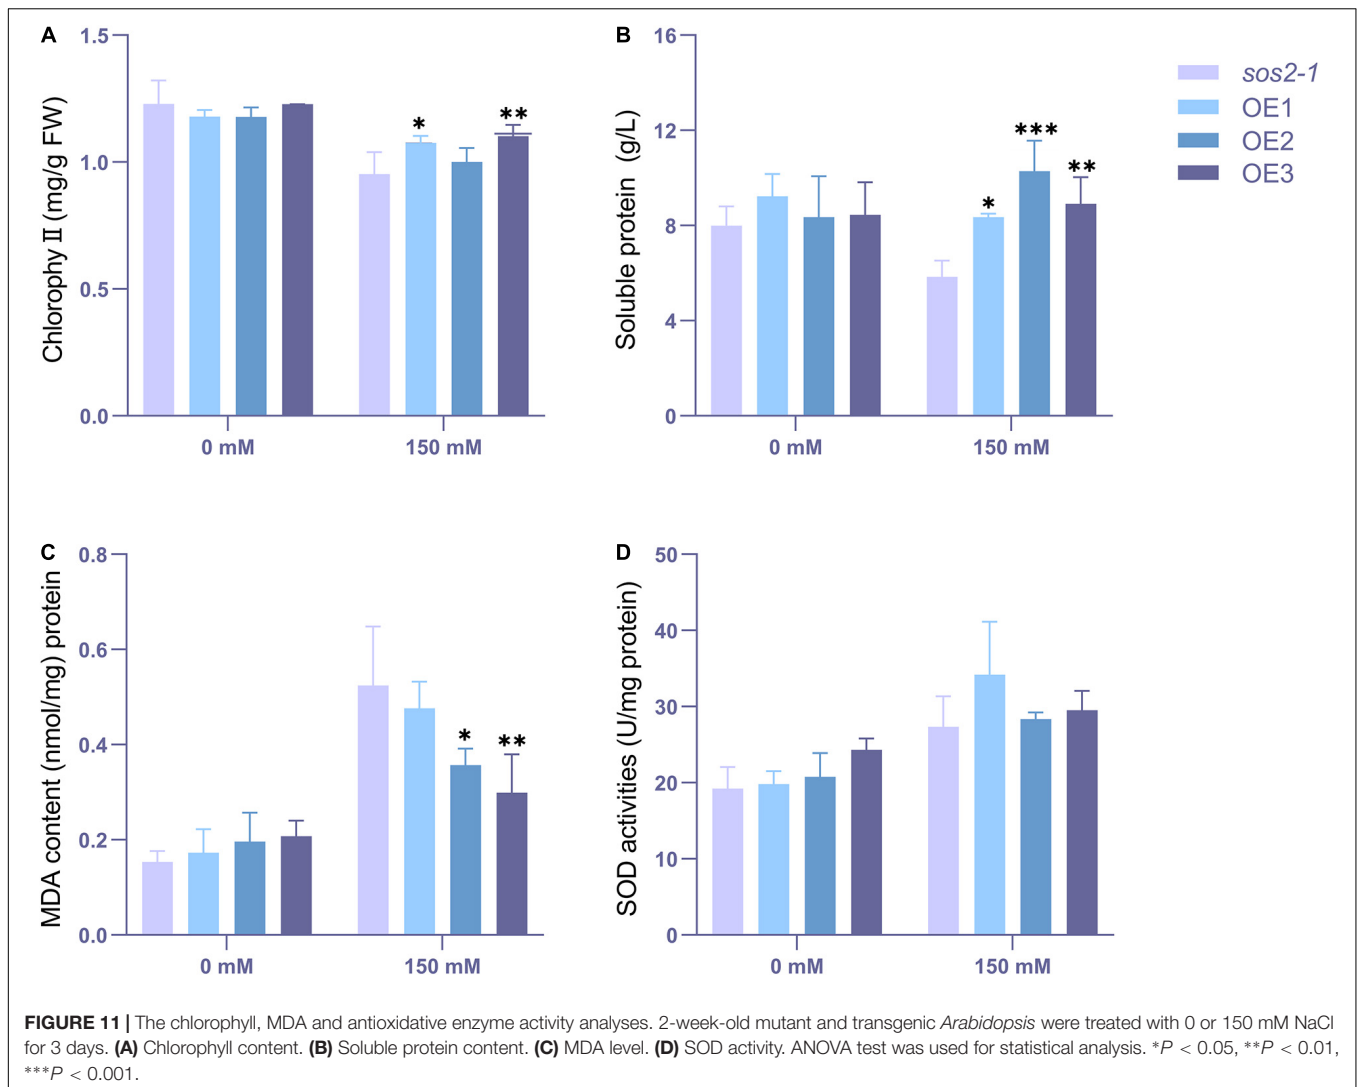 A
1.5
1.0
0.5
0.0
Chlorophy II (mg/g FW)
*
**
0 mM
150 mM
B
16
12
8
4
0
Soluble protein (g/L)
*
***
**
0 mM
150 mM
sos2-1
OE1
OE2
OE3
C
0.8
0.6
0.4
0.2
0.0
MDA content (nmol/mg) protein
*
**
0 mM
150 mM
D
50
40
30
20
10
0
SOD activities (U/mg protein)
0 mM
150 mM
FIGURE 11 | The chlorophyll, MDA and antioxidative enzyme activity analyses. 2-week-old mutant and transgenic Arabidopsis were treated with 0 or 150 mM NaCl
for 3 days. (A) Chlorophyll content. (B) Soluble protein content. (C) MDA level. (D) SOD activity. ANOVA test was used for statistical analysis. *P < 0.05, **P < 0.01,
***P < 0.001.